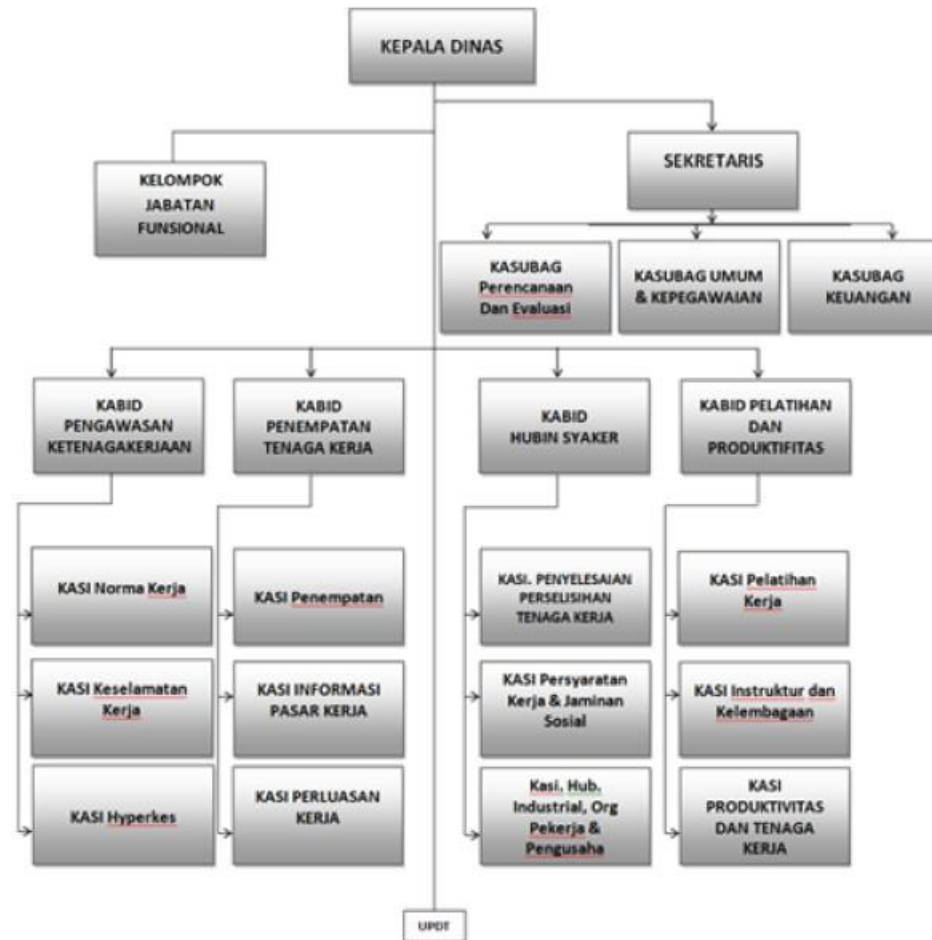 KEPALA DINAS
SEKRETARIS
KELOMPOK
JABATAN
FUNSIONAL
KASUBAG
Perencanaan
Dan Evaluasi
KASUBAG UMUM
& KEPEGAWAIAN
KASUBAG
KEUANGAN
KABID
PENGAWASAN
KETENAGAKERJAAN
KABID
PENEMPATAN
TENAGA KERJA
KABID
HUBIN SYAKER
KABID PELATIHAN
DAN
PRODUKTIFITAS
KASI Norma Kerja
KASI Penempatan
KASI. PENYELESAIAN
PERSELISIHAN
TENAGA KERJA
KASI Pelatihan
Kerja
KASI Keselamatan
Kerja
KASI INFORMASI
PASAR KERJA
KASI Persyaratan
Kerja & Jaminan
Sosial
KASI Instruktur dan
Kelembagaan
KASI Hyperkes
KASI PERLUASAN
KERJA
Kasi. Hub.
Industrial, Org
Pekerja &
Pengusaha
KASI
PRODUKTIVITAS
DAN TENAGA
KERJA
UPDT